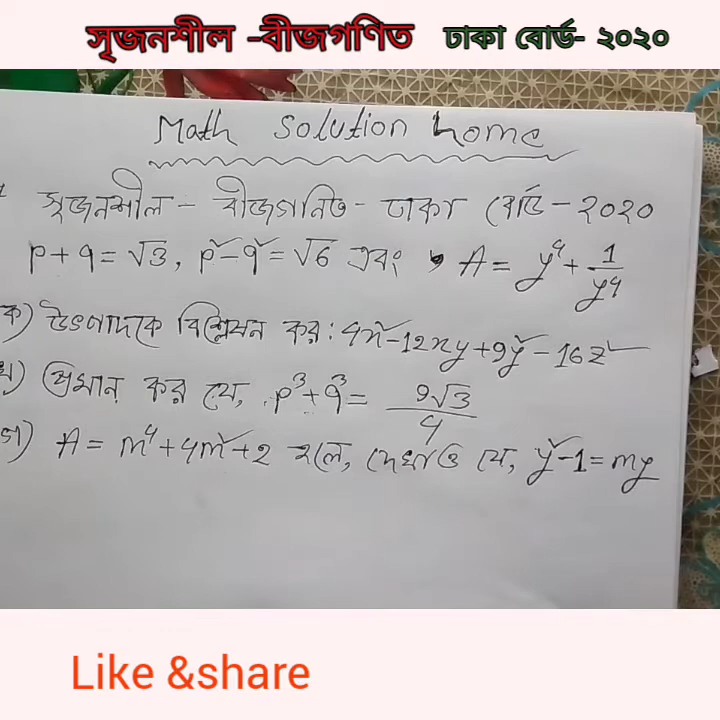 সৃজনশীল -বীজগণিত ঢাকা বোর্ড- ২০২০
Math Solution home
সৃজনশীল - বীজগনিত - ঢাকা বোর্ড - ২০২০
p + q = √3, p² - q² = √6 এবং, A = y⁴ + 1/y⁴
ক) উৎপাদকে বিশ্লেষন কর: 4x² - 12xy + 9y² - 16z²
খ) প্রমান কর যে, p³ + q³ = 9√3/4
গ) A = m⁴ + 4m² + 2 হলে, দেখাও যে, y² - 1 = my
Like &share